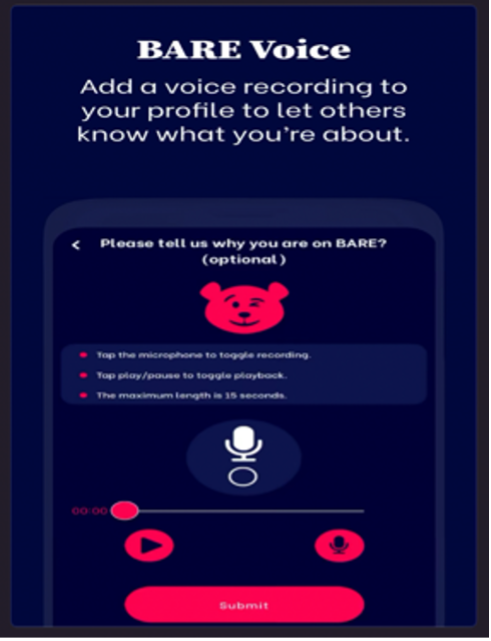 BARE Voice
Add a voice recording to
your profile to let others
know what you're about.
Please tell us why you are on BARE?
(optional)
Tap the microphone to toggle recording.
Tap play/pause to toggle playback.
The maximum length is 15 seconds.
00:00
Submit